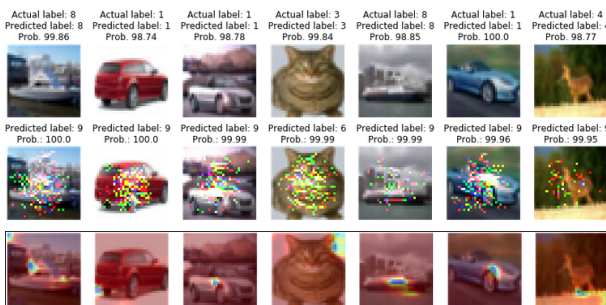 Actual label: 8 Actual label: 1 Actual label: 1 Actual label: 3 Actual label: 8 Actual label: 1 Actual label: 4
Predicted label: 8 Predicted label: 1 Predicted label: 1 Predicted label: 3 Predicted label: 8 Predicted label: 1 Predicted label:
Prob. 99.86 Prob. 98.74 Prob. 98.78 Prob. 99.84 Prob. 98.85 Prob. 100.0 Prob. 98.77
Predicted label: 9 Predicted label: 9 Predicted label: 9 Predicted label: 6 Predicted label: 9 Predicted label: 9 Predicted label:
Prob.: 100.0 Prob.: 100.0 Prob.: 99.99 Prob.: 99.99 Prob.: 99.99 Prob.: 99.96 Prob.: 99.95